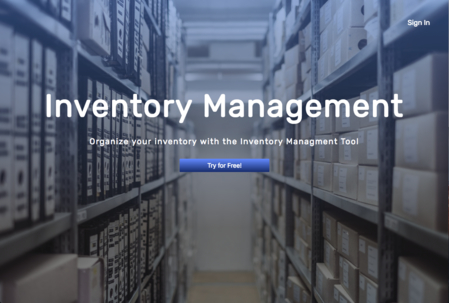 Sign In
Inventory Management
Organize your inventory with the Inventory Managment Tool
Try for Free!